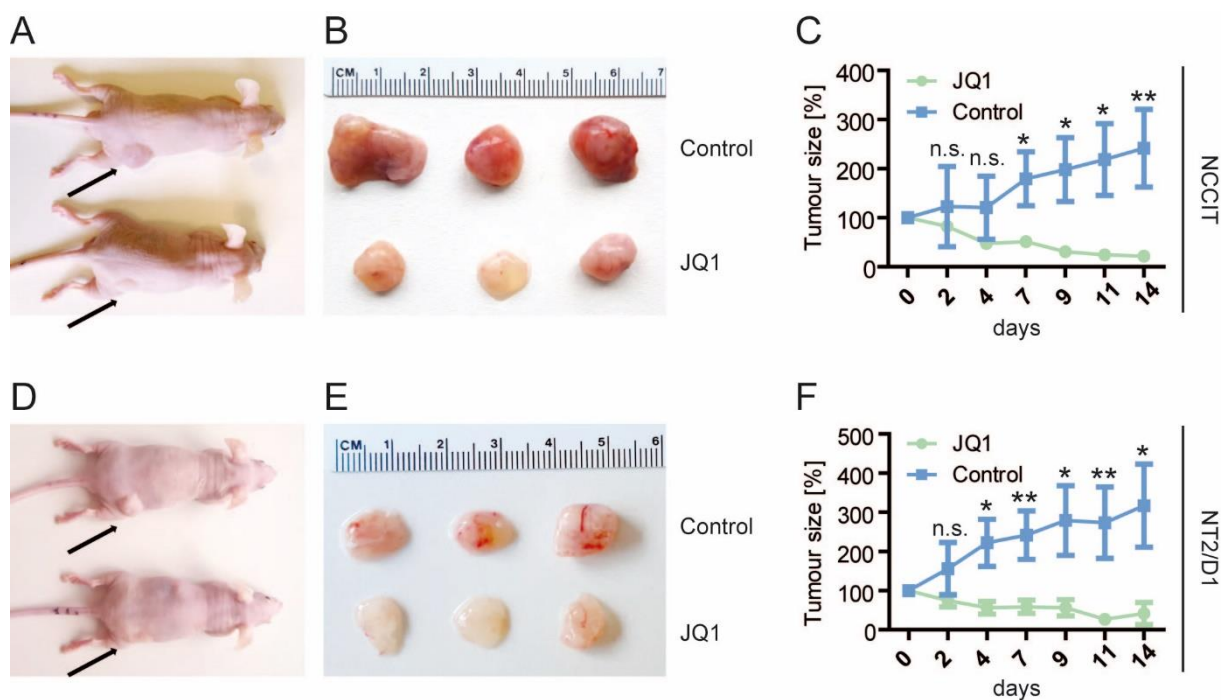 A
B
CM 1 2 3 4 5 6 7
Control
JQ1
C
400
300
200
100
0
Tumour size [%]
JQ1
Control
n.s. n.s. * * * **
0 2 4 7 9 11 14
days
NCCIT
D
E
CM 1 2 3 4 5 6
Control
JQ1
F
500
400
300
200
100
0
Tumour size [%]
JQ1
Control
n.s. * ** * ** *
0 2 4 7 9 11 14
days
NT2/D1